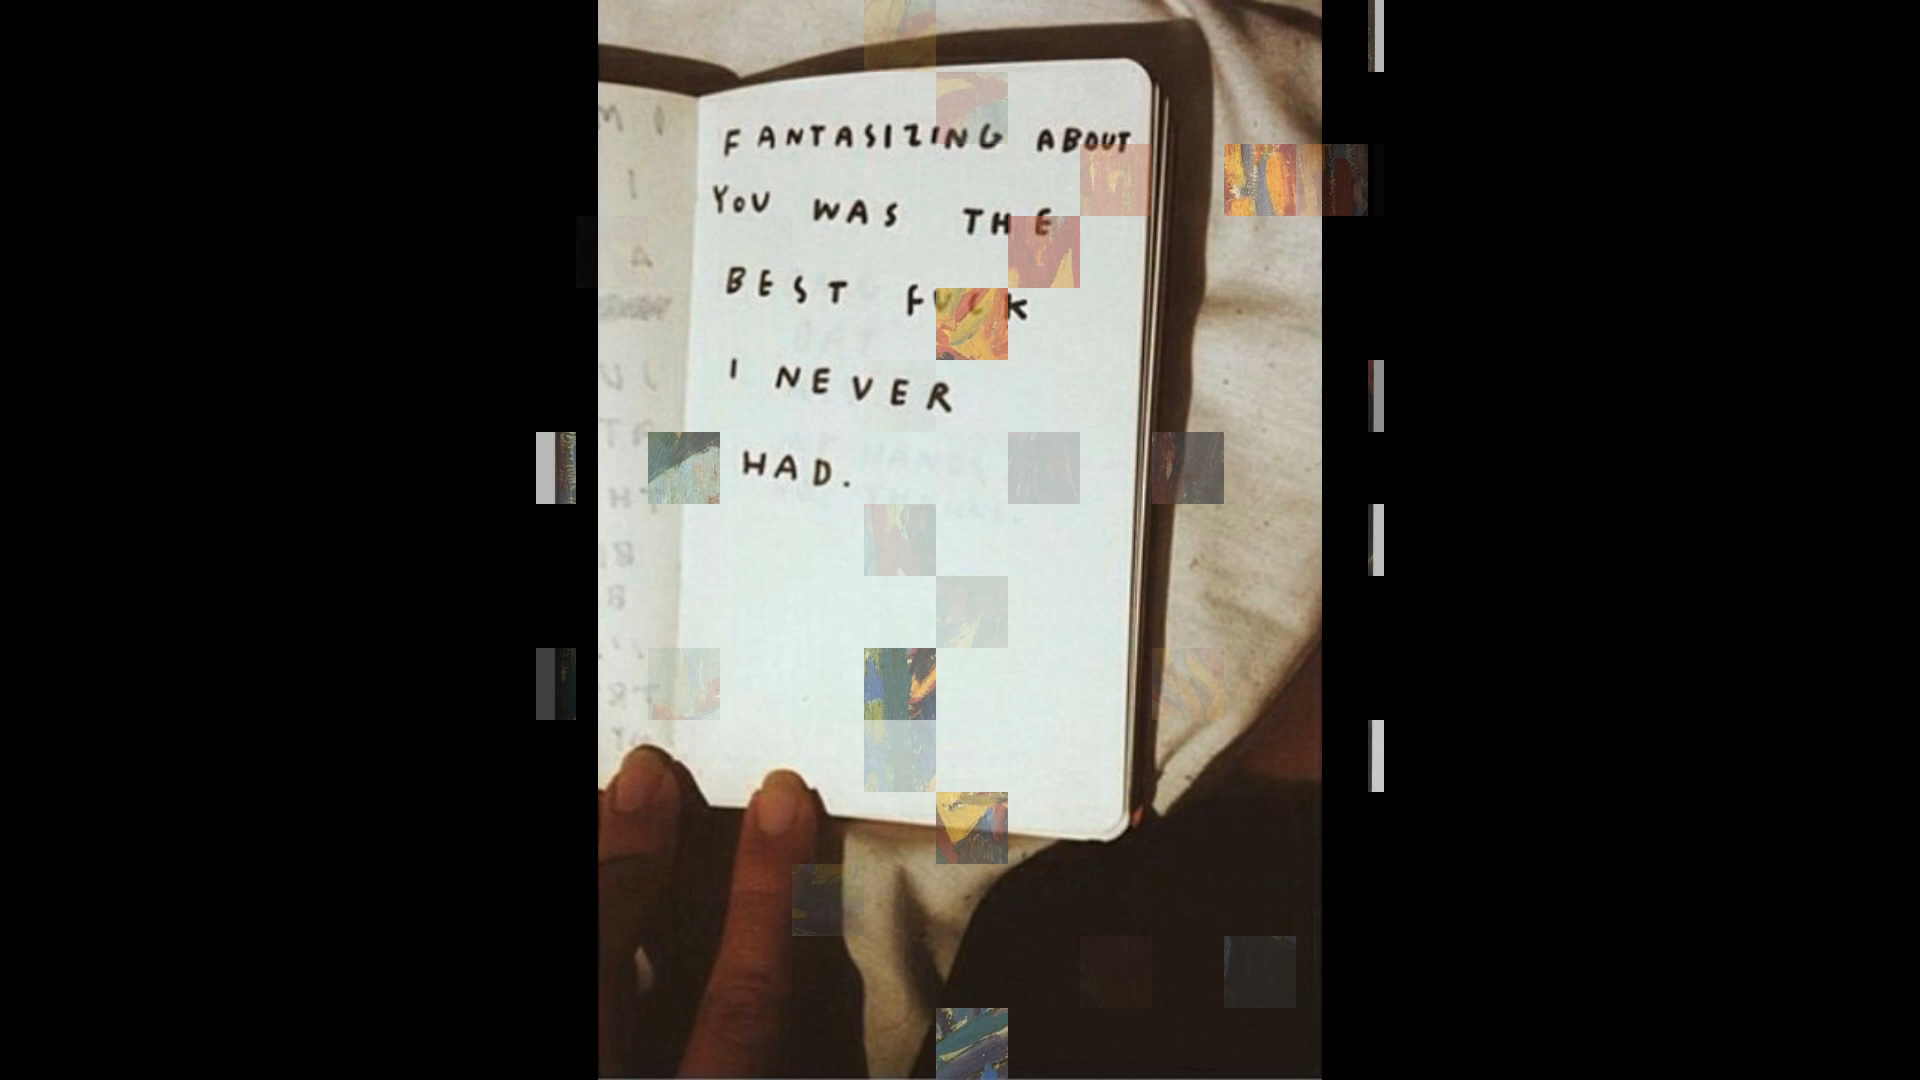 FANTASIZING ABOUT
YOU WAS THE
BEST FUCK
I NEVER
HAD.